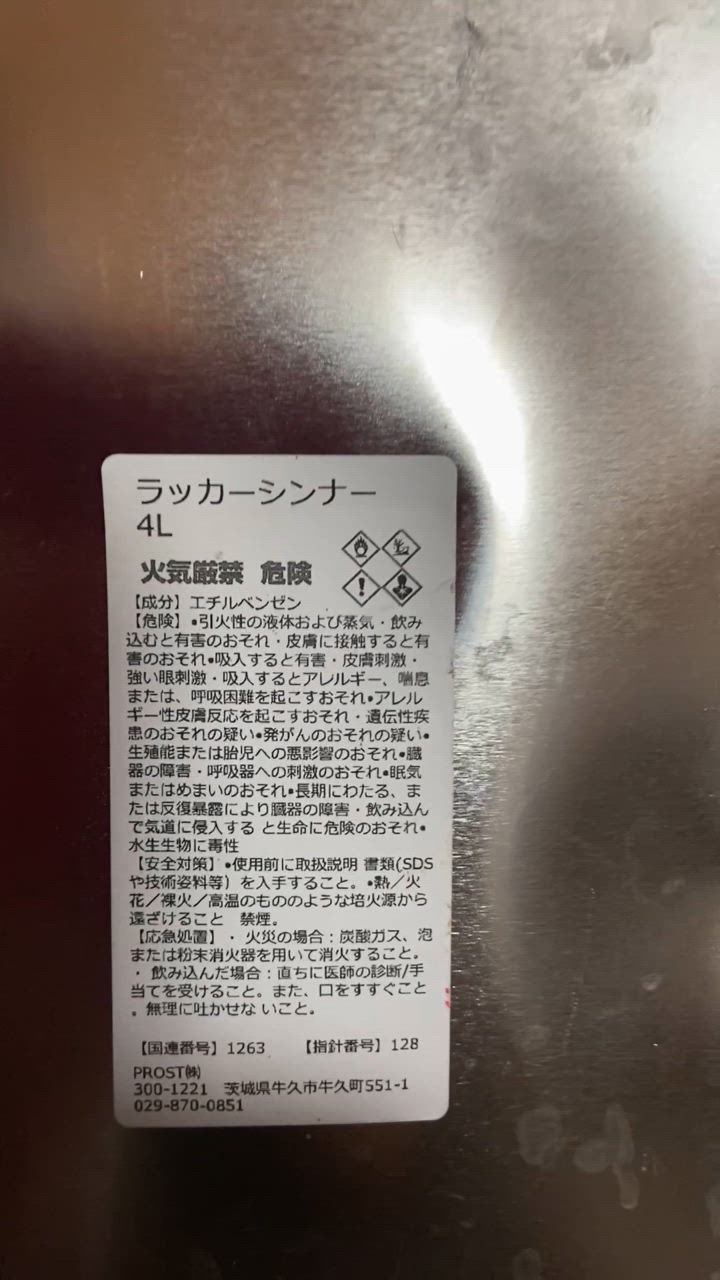 ラッカーシンナー
4L
火気厳禁 危険
【成分】エチルベンゼン
【危険】•引火性の液体および蒸気・飲み
込むと有害のおそれ・皮膚に接触すると有
害のおそれ•吸入すると有害・皮膚刺激・
強い眼刺激・吸入するとアレルギー、喘息
または、呼吸困難を起こすおそれ•アレル
ギー性皮膚反応を起こすおそれ・遺伝性疾
患のおそれの疑い•発がんのおそれの疑い•
生殖能または胎児への悪影響のおそれ•臓
器の障害・呼吸器への刺激のおそれ•眠気
またはめまいのおそれ•長期にわたる、ま
たは反復暴露により臓器の障害・飲み込ん
で気道に侵入する と生命に危険のおそれ•
水生生物に毒性
【安全対策】•使用前に取扱説明 書類(SDS
や技術姿料等）を入手すること。•熱／火
花／裸火／高温のもののような培火源から
遠ざけること　禁煙。
【応急処置】・ 火災の場合：炭酸ガス、泡
または粉末消火器を用いて消火すること。
・ 飲み込んだ場合：直ちに医師の診断/手
当てを受けること。また、口をすすぐこと
。無理に吐かせな いこと。
【国連番号】1263　　【指針番号】128
PROST㈱
300-1221　茨城県牛久市牛久町551-1
029-870-0851